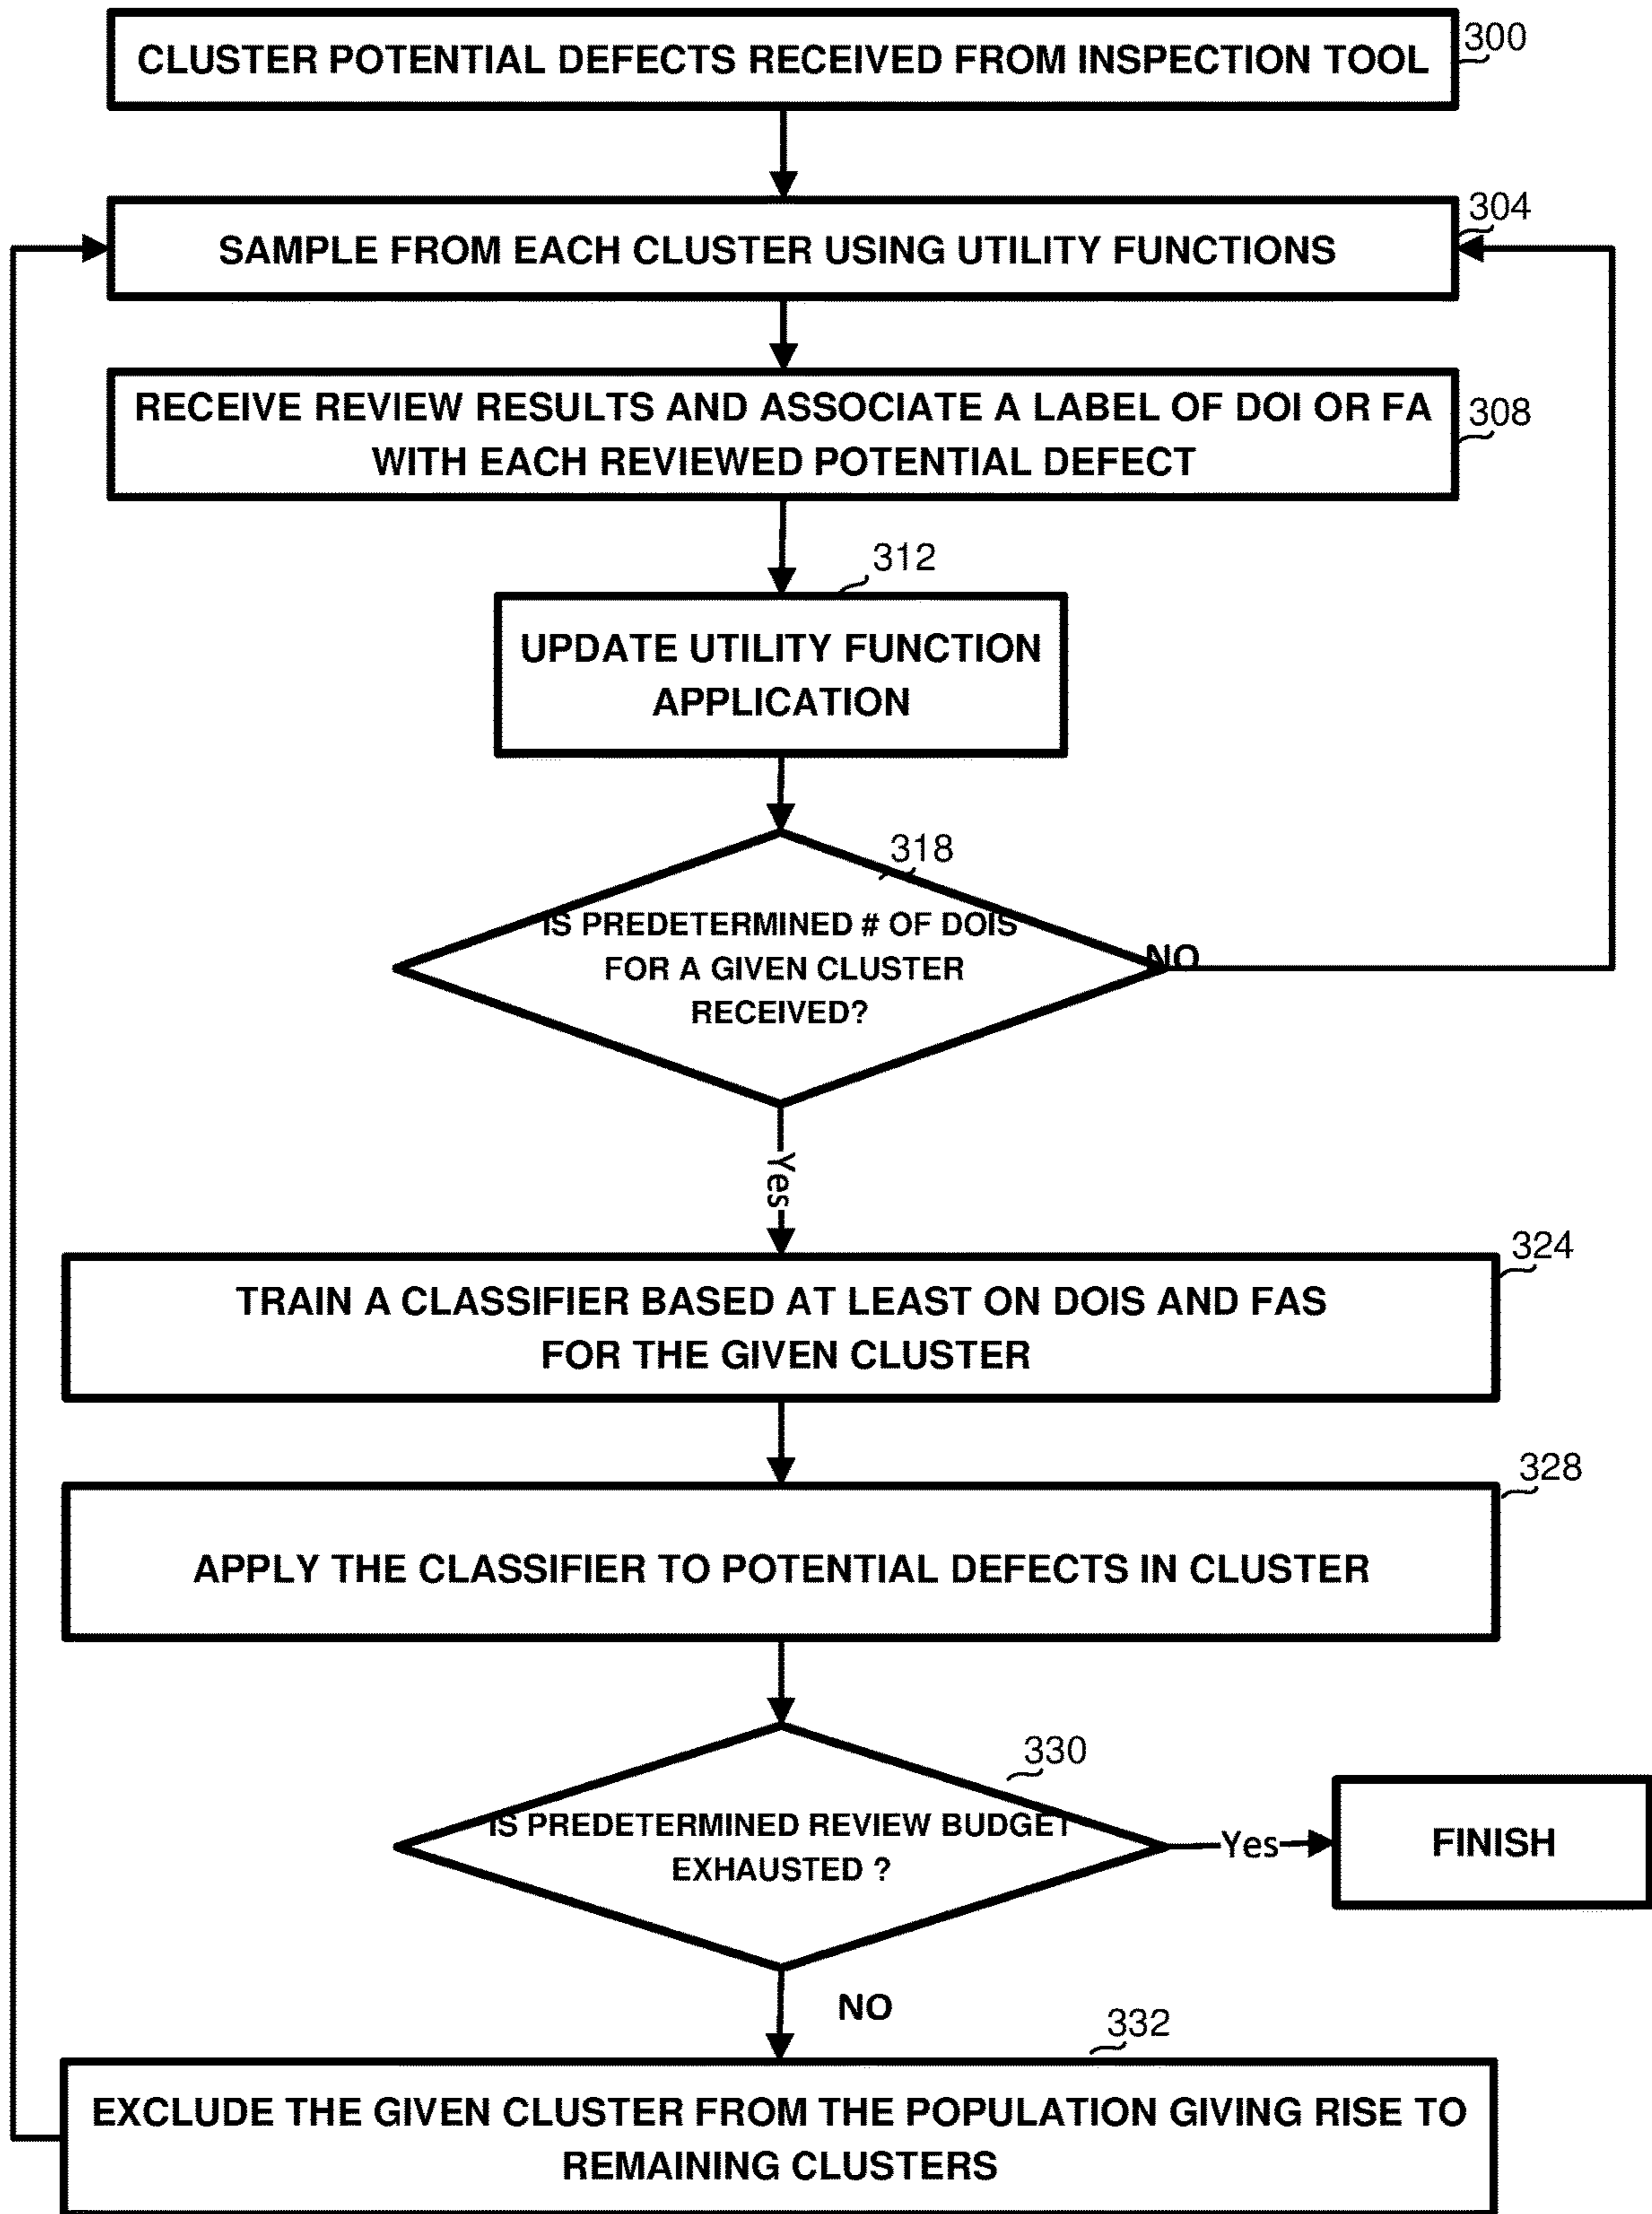 CLUSTER POTENTIAL DEFECTS RECEIVED FROM INSPECTION TOOL
300
304
SAMPLE FROM EACH CLUSTER USING UTILITY FUNCTIONS
RECEIVE REVIEW RESULTS AND ASSOCIATE A LABEL OF DOI OR FA
WITH EACH REVIEWED POTENTIAL DEFECT
308
312
UPDATE UTILITY FUNCTION
APPLICATION
318
IS PREDETERMINED # OF DOIS
FOR A GIVEN CLUSTER
RECEIVED?
NO
Yes
324
TRAIN A CLASSIFIER BASED AT LEAST ON DOIS AND FAS
FOR THE GIVEN CLUSTER
328
APPLY THE CLASSIFIER TO POTENTIAL DEFECTS IN CLUSTER
330
IS PREDETERMINED REVIEW BUDGET
EXHAUSTED ?
Yes
FINISH
NO
332
EXCLUDE THE GIVEN CLUSTER FROM THE POPULATION GIVING RISE TO
REMAINING CLUSTERS